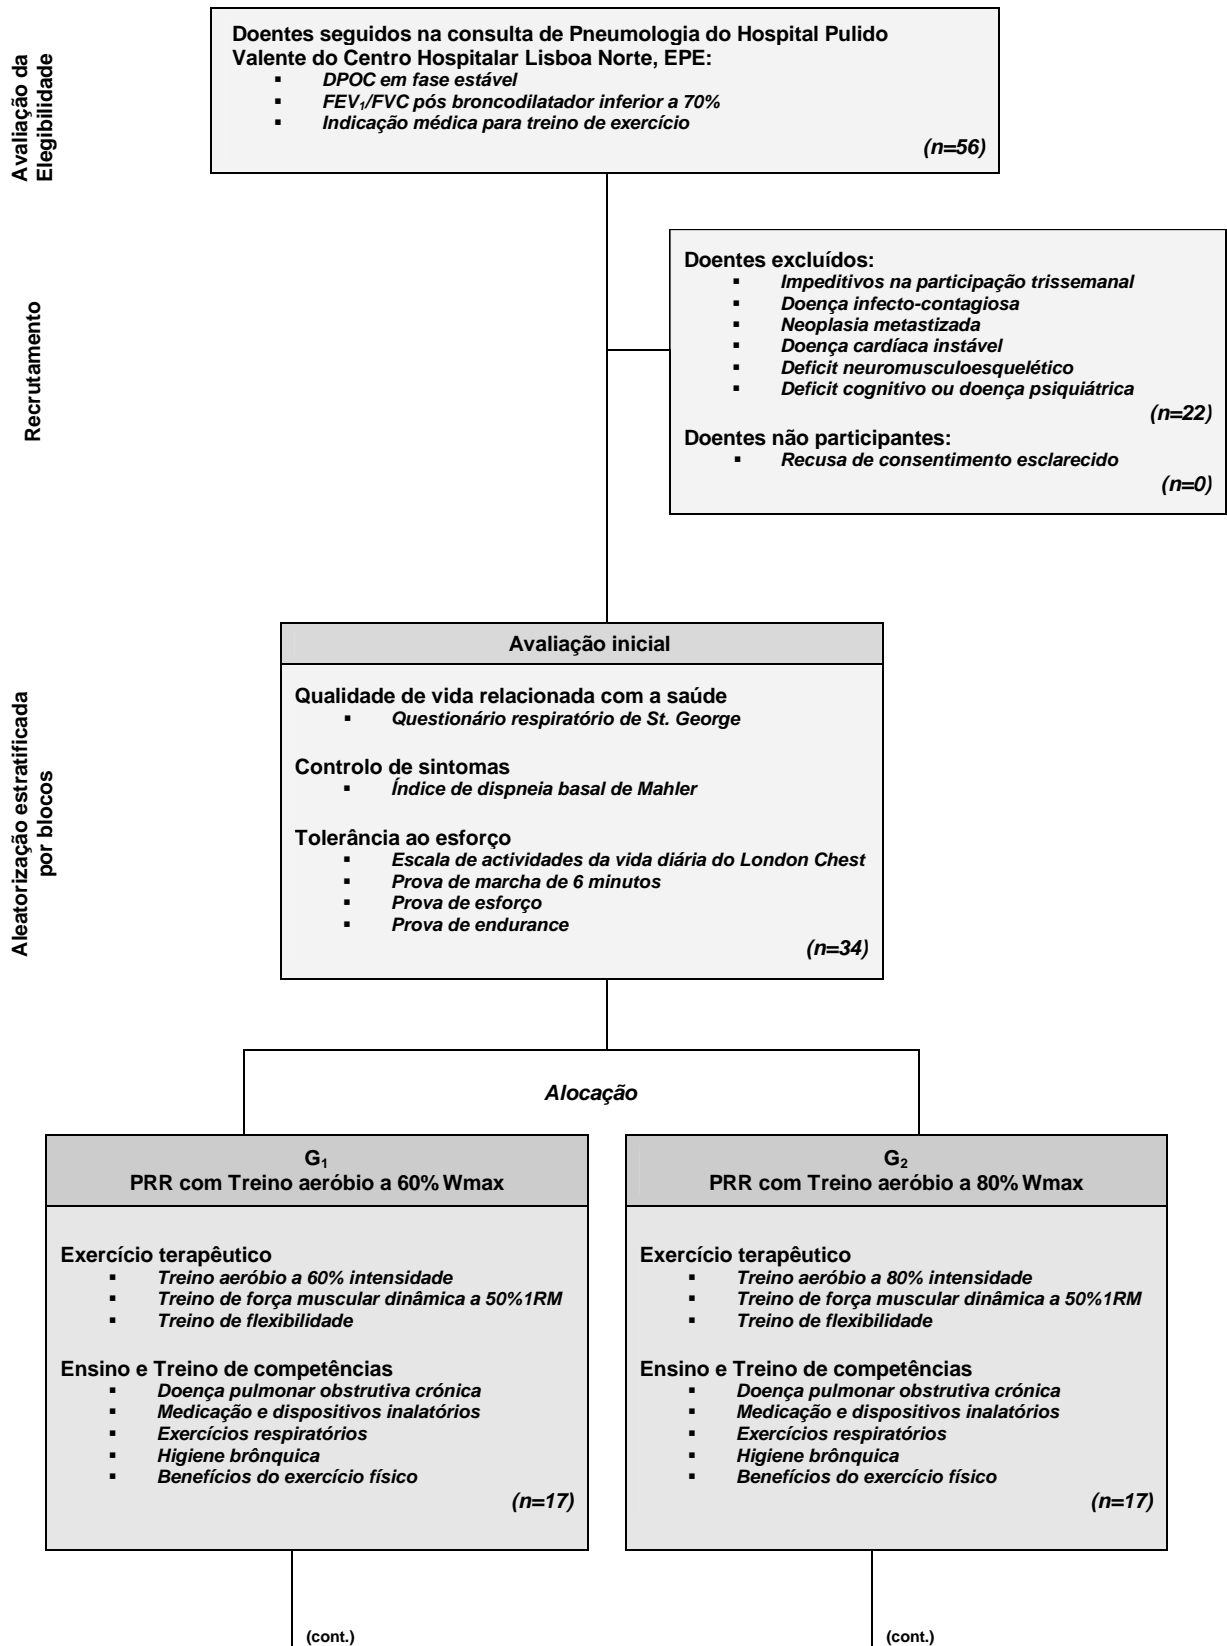 Avaliação da
Elegibilidade
Doentes seguidos na consulta de Pneumologia do Hospital Pulido
Valente do Centro Hospitalar Lisboa Norte, EPE:
▪ DPOC em fase estável
▪ FEV₁/FVC pós broncodilatador inferior a 70%
▪ Indicação médica para treino de exercício
(n=56)
Recrutamento
Doentes excluídos:
▪ Impeditivos na participação trissemanal
▪ Doença infecto-contagiosa
▪ Neoplasia metastizada
▪ Doença cardíaca instável
▪ Deficit neuromusculoesquelético
▪ Deficit cognitivo ou doença psiquiátrica
(n=22)
Doentes não participantes:
▪ Recusa de consentimento esclarecido
(n=0)
Aleatorização estratificada
por blocos
Avaliação inicial
Qualidade de vida relacionada com a saúde
▪ Questionário respiratório de St. George
Controlo de sintomas
▪ Índice de dispneia basal de Mahler
Tolerância ao esforço
▪ Escala de actividades da vida diária do London Chest
▪ Prova de marcha de 6 minutos
▪ Prova de esforço
▪ Prova de endurance
(n=34)
Alocação
G₁
PRR com Treino aeróbio a 60% Wmax
Exercício terapêutico
▪ Treino aeróbio a 60% intensidade
▪ Treino de força muscular dinâmica a 50%1RM
▪ Treino de flexibilidade
Ensino e Treino de competências
▪ Doença pulmonar obstrutiva crónica
▪ Medicação e dispositivos inalatórios
▪ Exercícios respiratórios
▪ Higiene brônquica
▪ Benefícios do exercício físico
(n=17)
(cont.)
G₂
PRR com Treino aeróbio a 80% Wmax
Exercício terapêutico
▪ Treino aeróbio a 80% intensidade
▪ Treino de força muscular dinâmica a 50%1RM
▪ Treino de flexibilidade
Ensino e Treino de competências
▪ Doença pulmonar obstrutiva crónica
▪ Medicação e dispositivos inalatórios
▪ Exercícios respiratórios
▪ Higiene brônquica
▪ Benefícios do exercício físico
(n=17)
(cont.)